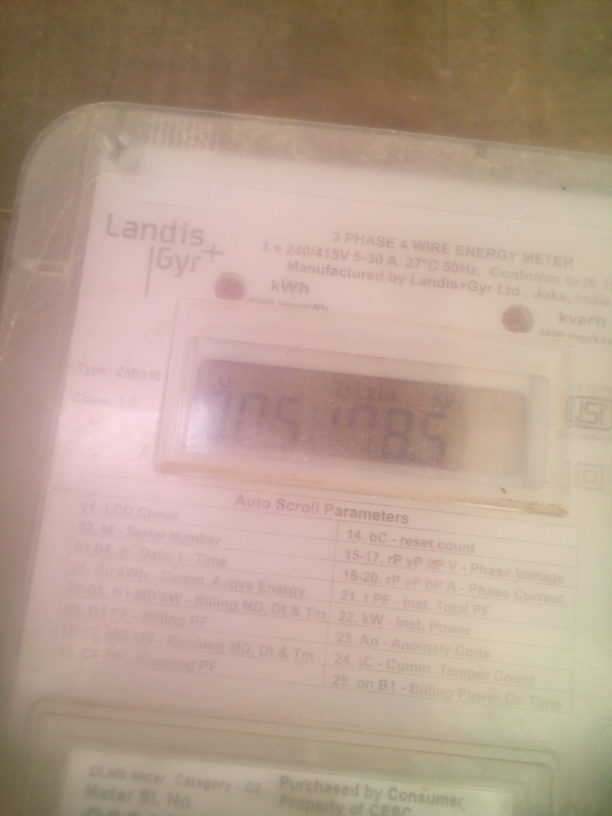 Landis
Gyr+
3 PHASE 4 WIRE ENERGY METER
3 x 240/415V 5-30 A 27°C 50Hz, Conforms to IS
Manufactured by Landis+Gyr Ltd., Joka, India
kWh
kvarh
Type: ZMI310
Class: 1.0
Auto Scroll Parameters
01. LCD Check
02. Id - Serial Number
03-04. d - Date, t - Time
05. Cu kWh - Cumm. Active Energy
06-08. B1 MD kW - Billing MD, Dt & Tm
09. B1 PF - Billing PF
10-12. MD kW - Running MD, Dt & Tm
13. Cr PF - Running PF
14. bC - reset count
15-17. rP yP bP V - Phase Voltage
18-20. rP yP bP A - Phase Current
21. t PF - Inst. Total PF
22. kW - Inst. Power
23. An - Anomaly Code
24. tC - Cumm. Tamper Count
25. on B1 - Billing Power On Time
DLMS Meter Category - C2
Meter Sl. No.
Purchased by Consumer
Property of CESC